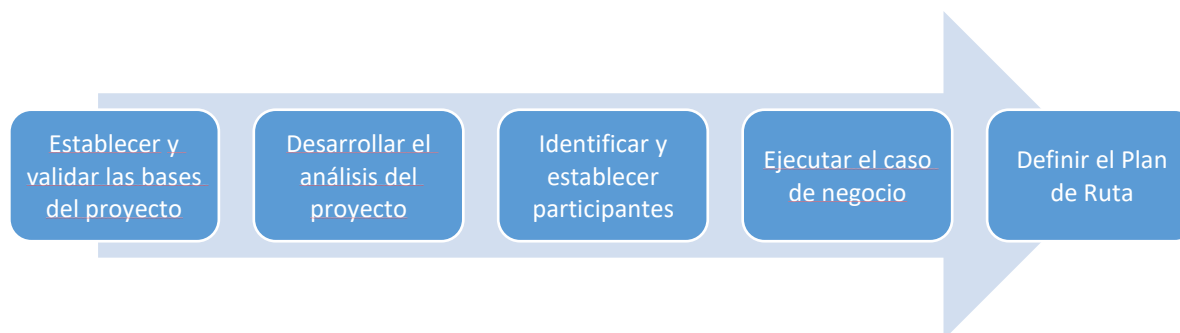 Establecer y
validar las bases
del proyecto
Desarrollar el
análisis del
proyecto
Identificar y
establecer
participantes
Ejecutar el caso
de negocio
Definir el Plan
de Ruta